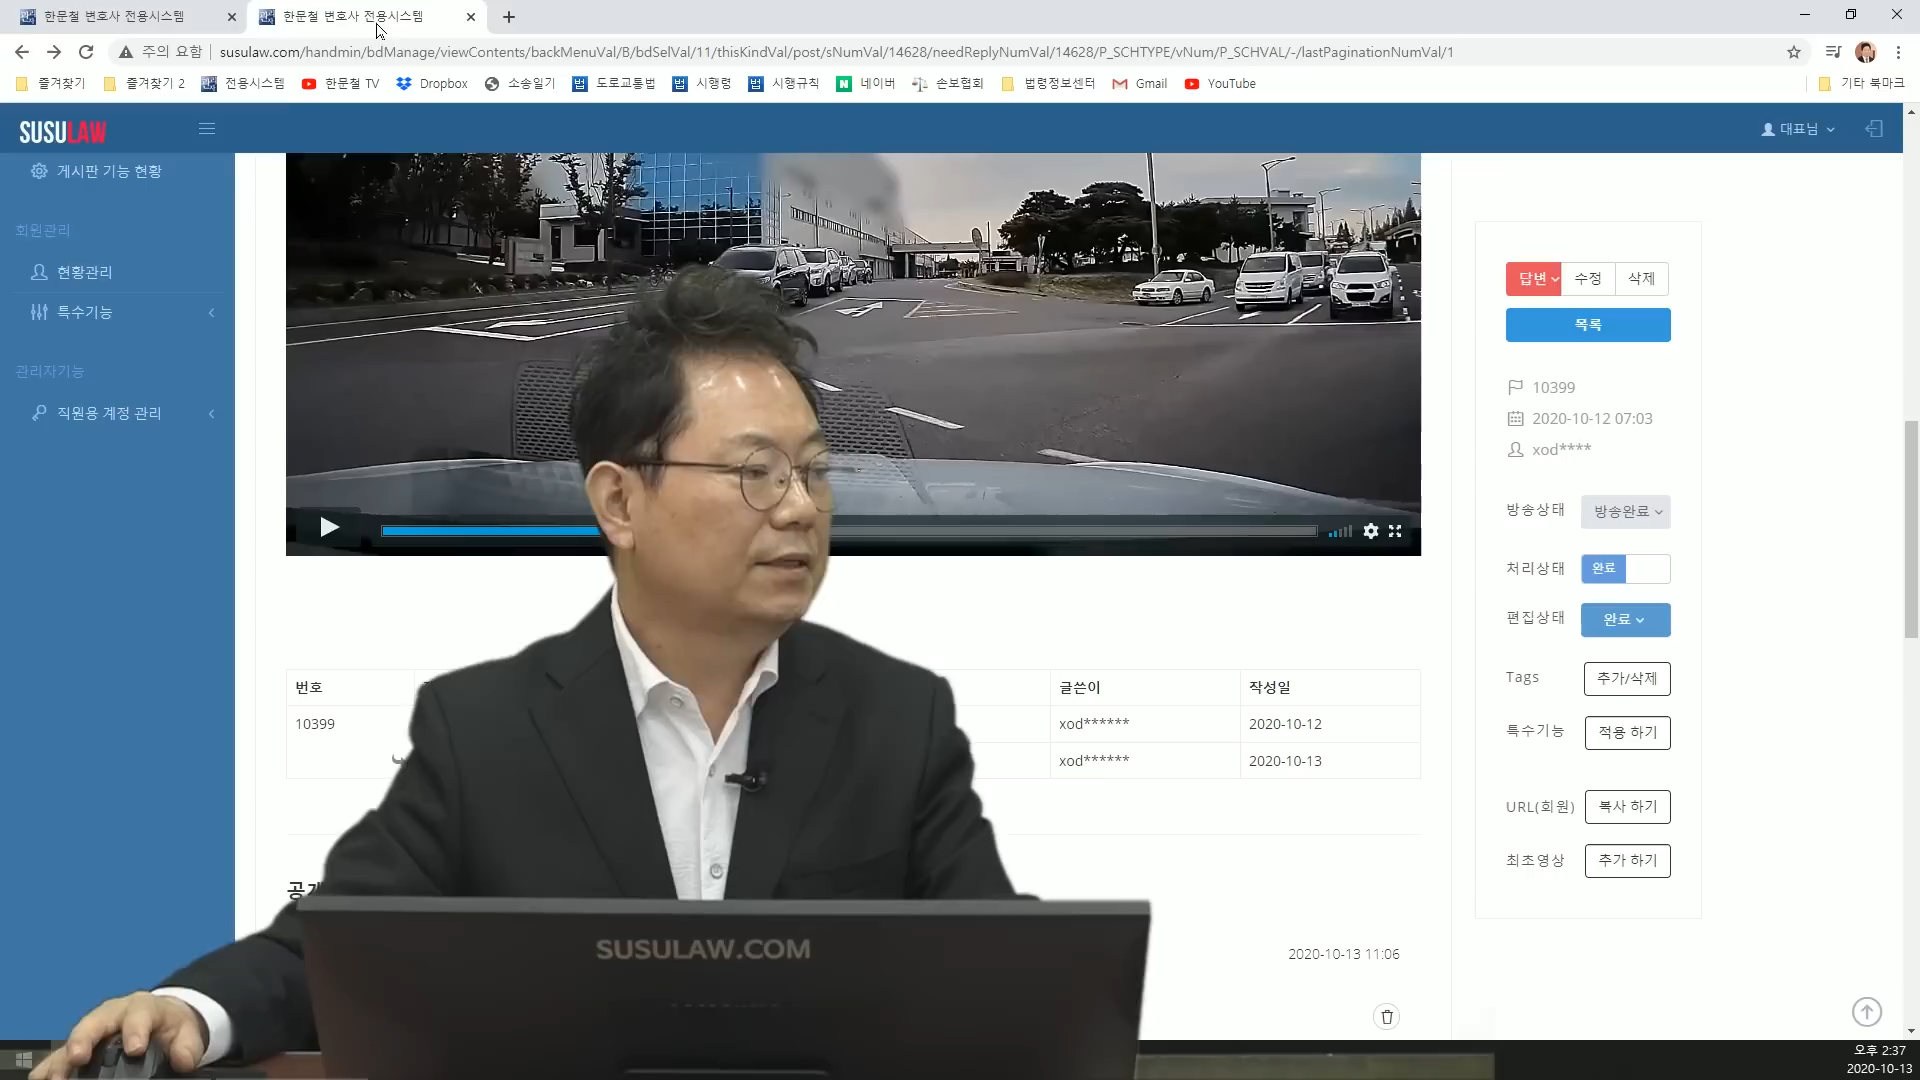 한문철 변호사 전용시스템
한문철 변호사 전용시스템
주의 요함
susulaw.com/handmin/bdManage/viewContents/backMenuVal/B/bdSelVal/11/thisKindVal/post/sNumVal/14628/needReplyNumVal/14628/P_SCHTYPE/vNum/P_SCHVAL/-/lastPaginationNumVal/1
즐겨찾기
즐겨찾기 2
전용시스템
한문철 TV
Dropbox
소송일기
법 도로교통법
법 시행령
법 시행규칙
N 네이버
손보협회
법령정보센터
Gmail
YouTube
기타 북마크
SUSULAW
대표님
게시판 기능 현황
회원관리
현황관리
특수기능
관리자기능
직원용 계정 관리
답변 수정 삭제
목록
10399
2020-10-12 07:03
xod****
방송상태 방송완료
처리상태 완료
편집상태 완료
Tags 추가/삭제
특수기능 적용 하기
URL(회원) 복사 하기
최초영상 추가 하기
번호 글쓴이 작성일
10399 xod****** 2020-10-12
xod****** 2020-10-13
2020-10-13 11:06
SUSULAW.COM
오후 2:37
2020-10-13